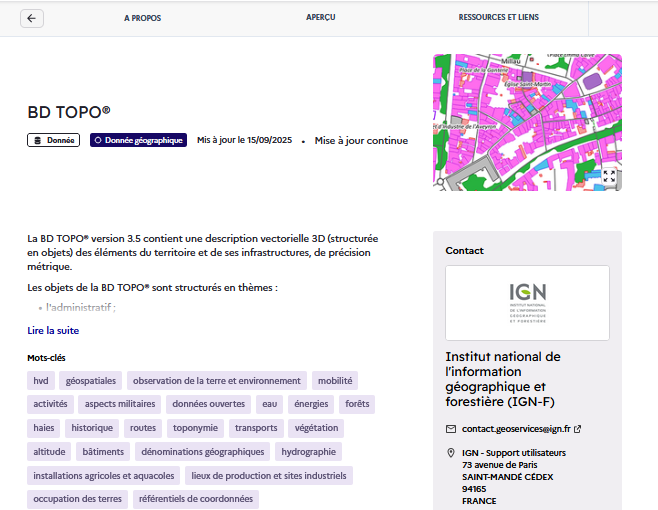 A PROPOS
APERÇU
RESSOURCES ET LIENS
Millau
Place de la Ganterie
Église Saint-Martin
d'Industrie de l'Aveyron
BD TOPO®
Donnée
Donnée géographique
Mis à jour le 15/09/2025
• Mise à jour continue
La BD TOPO® version 3.5 contient une description vectorielle 3D (structurée
en objets) des éléments du territoire et de ses infrastructures, de précision
métrique.
Les objets de la BD TOPO® sont structurés en thèmes :
• l'administratif ;
Lire la suite
Mots-clés
hvd
géospatiales
observation de la terre et environnement
mobilité
activités
aspects militaires
données ouvertes
eau
énergies
forêts
haies
historique
routes
toponymie
transports
végétation
altitude
bâtiments
dénominations géographiques
hydrographie
installations agricoles et aquacoles
lieux de production et sites industriels
occupation des terres
référentiels de coordonnées
Contact
IGN
INSTITUT NATIONAL
DE L'INFORMATION
GÉOGRAPHIQUE
ET FORESTIÈRE
Institut national de
l'information
géographique et
forestière (IGN-F)
contact.geoservices@ign.fr
IGN - Support utilisateurs
73 avenue de Paris
SAINT-MANDÉ CÉDEX
94165
FRANCE